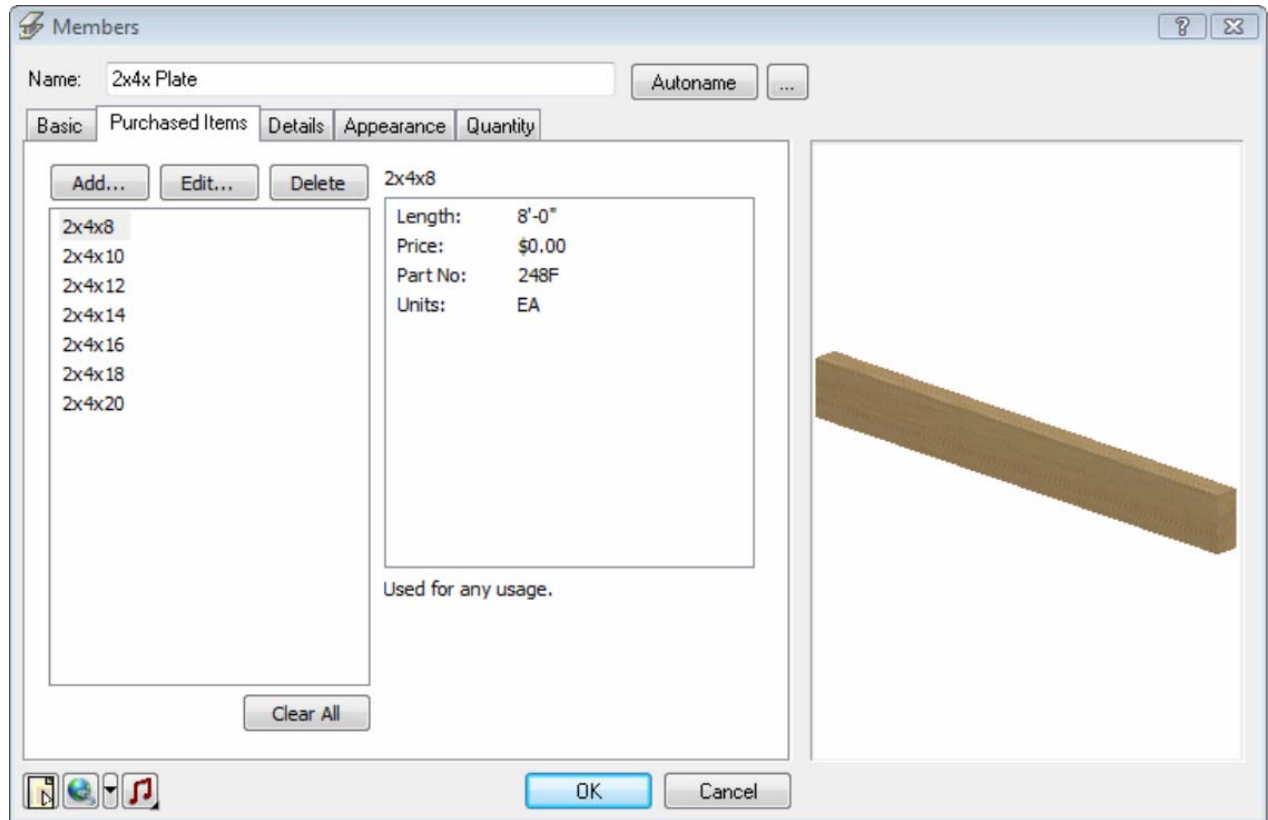 Members
Name: 2x4x Plate Autoname ...
Basic Purchased Items Details Appearance Quantity
Add... Edit... Delete 2x4x8
2x4x8
2x4x10
2x4x12
2x4x14
2x4x16
2x4x18
2x4x20
Length: 8'-0"
Price: $0.00
Part No: 248F
Units: EA
Used for any usage.
Clear All
OK Cancel